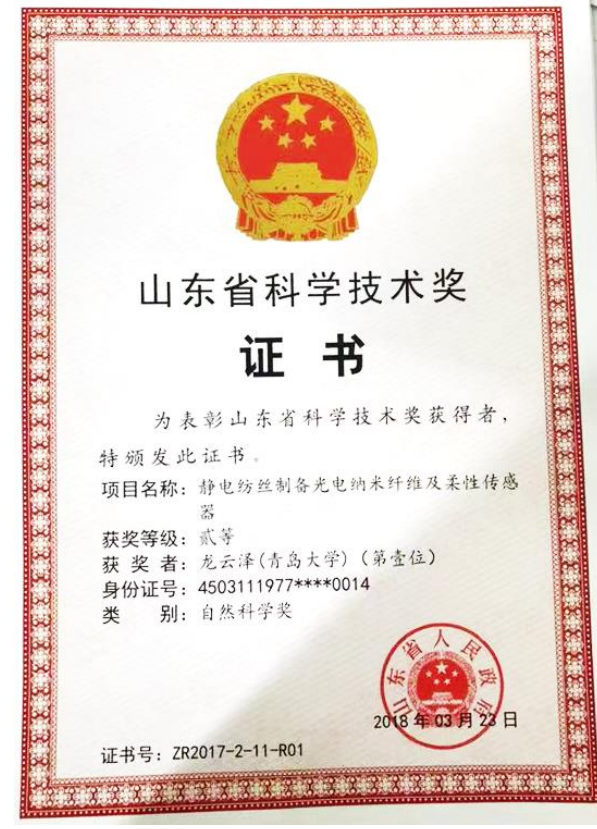 山东省科学技术奖
证书
为表彰山东省科学技术奖获得者，
特颁发此证书。
项目名称：静电纺丝制备光电纳米纤维及柔性传感
器
获奖等级：贰等
获奖者：龙云泽(青岛大学)(第壹位)
身份证号：4503111977****0014
类别：自然科学奖
山东省人民政府
2018年03月23日
证书号：ZR2017-2-11-R01